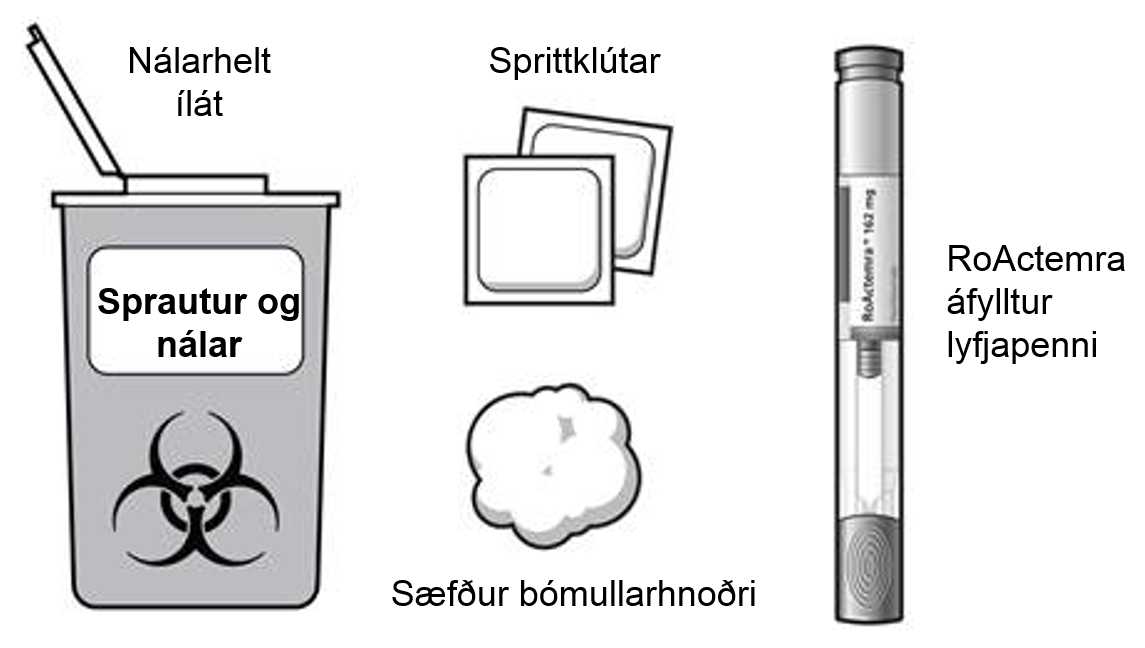 Nálarhelt
ílát
Sprittklútar
Sprautur og
nálar
RoActemra® 162 mg
RoActemra
áfylltur
lyfjapenni
Sæfður bómullarhnoðri